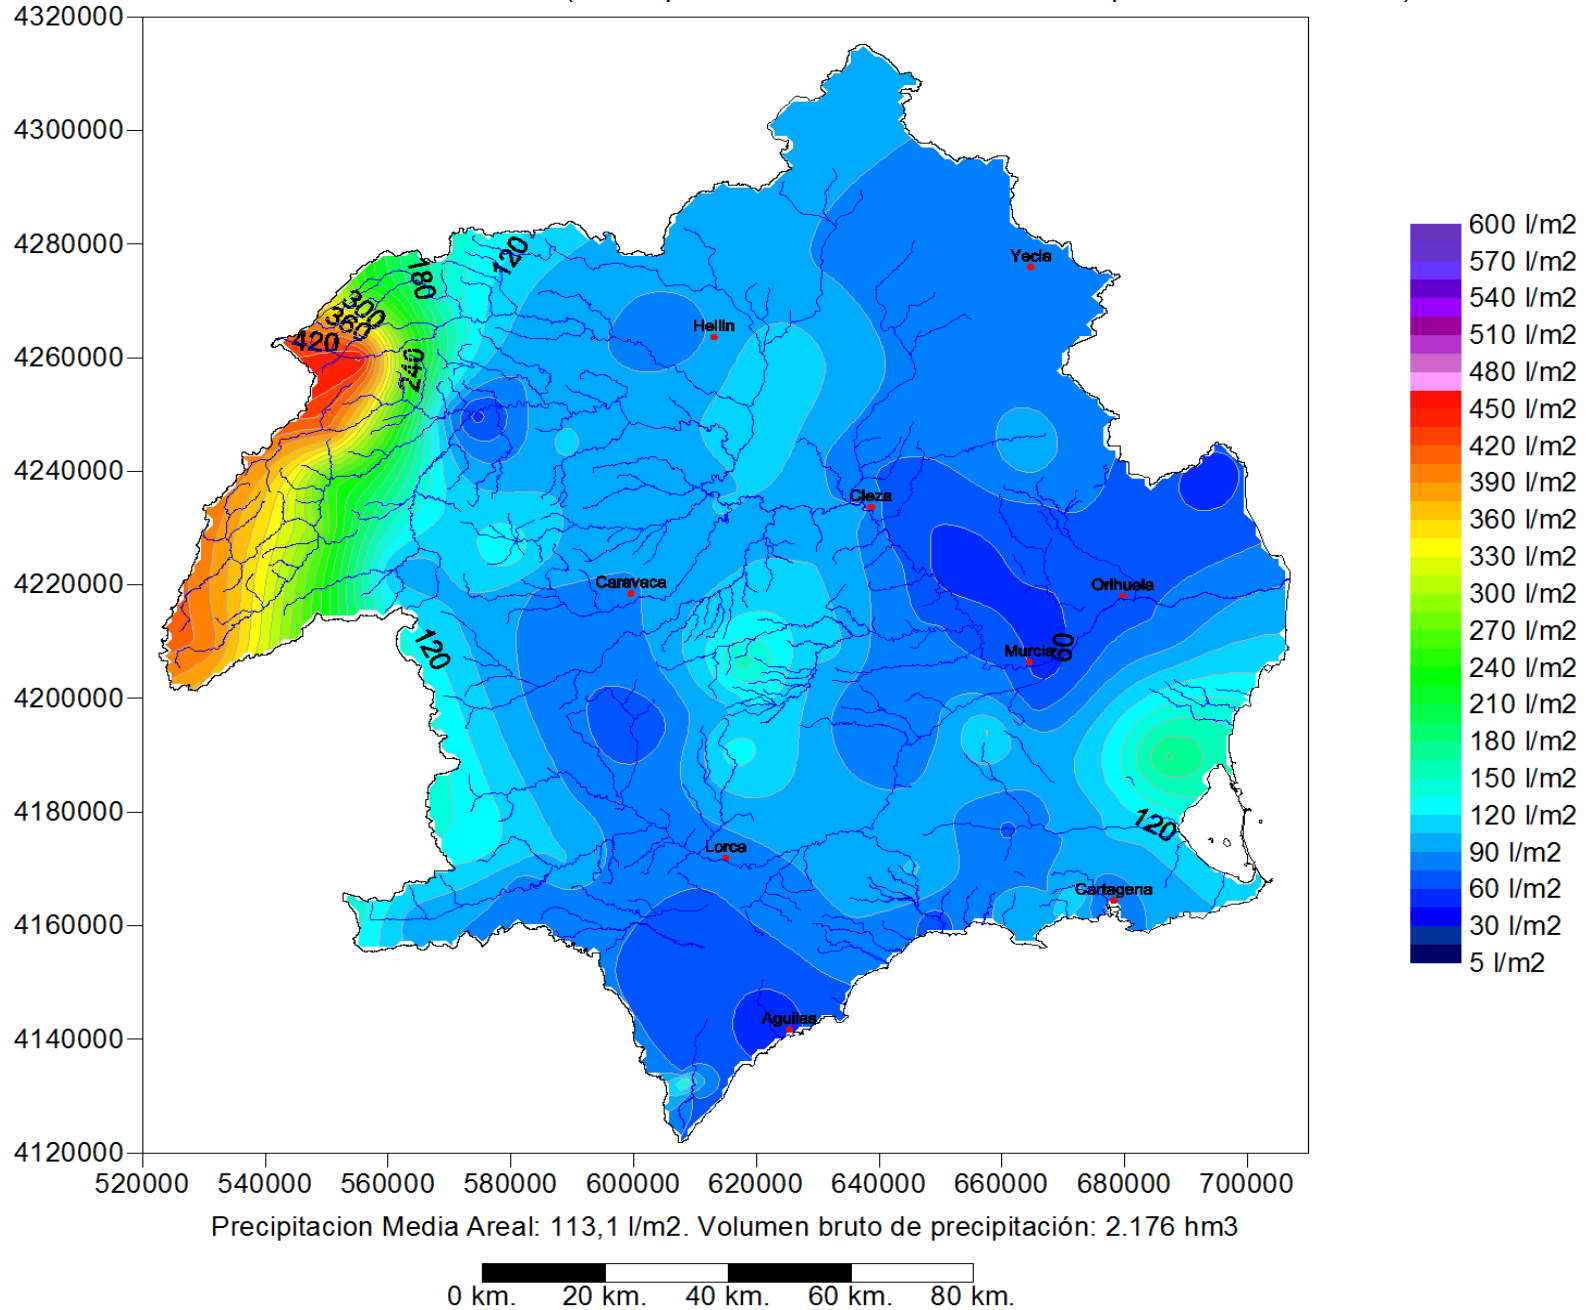 4320000
4300000
4280000
4260000
4240000
4220000
4200000
4180000
4160000
4140000
4120000
520000 540000 560000 580000 600000 620000 640000 660000 680000 700000
120
180
300
360
420
240
Yecla
Hellin
Cieza
Caravaca
Orihuela
60
Murcia
120
120
Lorca
Cartagena
Aguilas
600 l/m2
570 l/m2
540 l/m2
510 l/m2
480 l/m2
450 l/m2
420 l/m2
390 l/m2
360 l/m2
330 l/m2
300 l/m2
270 l/m2
240 l/m2
210 l/m2
180 l/m2
150 l/m2
120 l/m2
90 l/m2
60 l/m2
30 l/m2
5 l/m2
Precipitacion Media Areal: 113,1 l/m2. Volumen bruto de precipitación: 2.176 hm3
0 km. 20 km. 40 km. 60 km. 80 km.